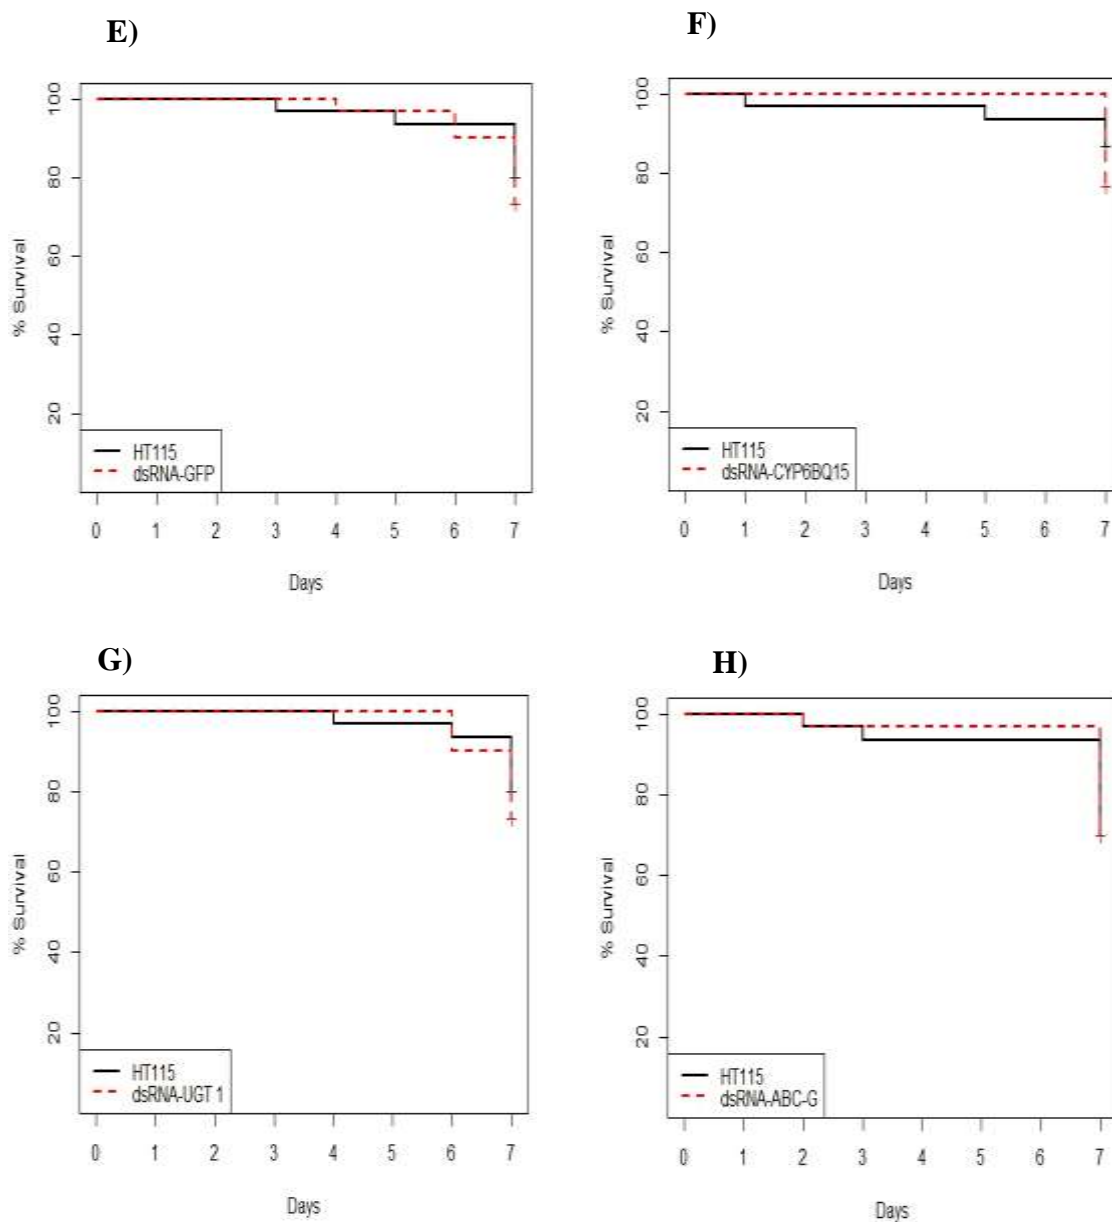 E)
100
80
60
40
20
% Survival
HT115
dsRNA-GFP
0 1 2 3 4 5 6 7
Days
F)
100
80
60
40
20
% Survival
HT115
dsRNA-CYP6BQ15
0 1 2 3 4 5 6 7
Days
G)
100
80
60
40
20
% Survival
HT115
dsRNA-UGT 1
0 1 2 3 4 5 6 7
Days
H)
100
80
60
40
20
% Survival
HT115
dsRNA-ABC-G
0 1 2 3 4 5 6 7
Days